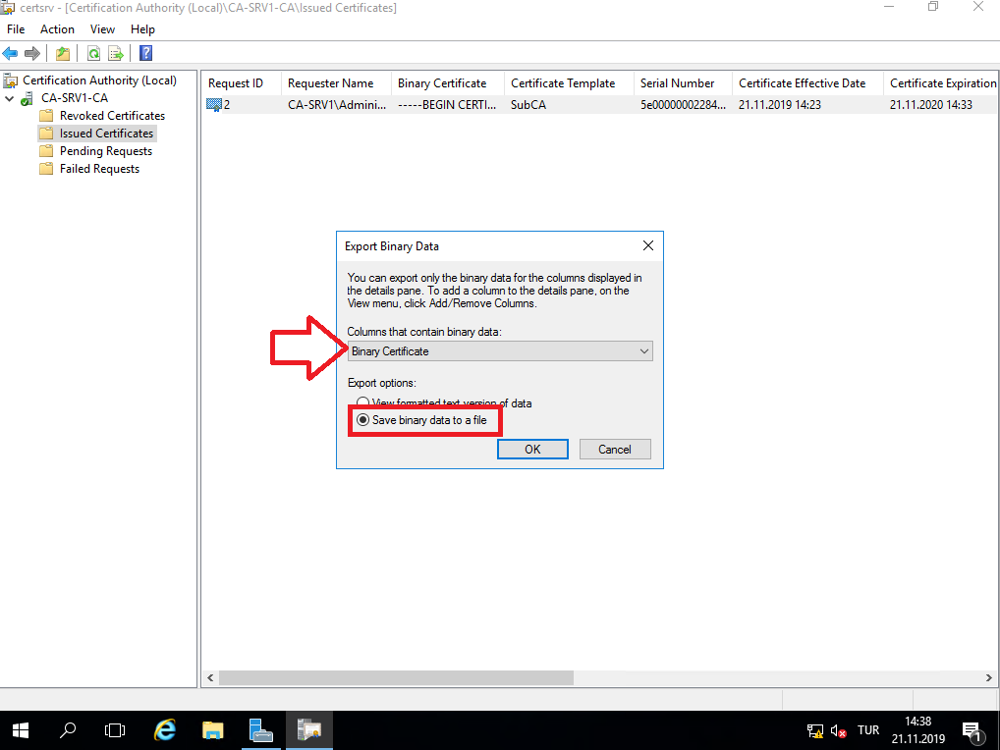 certsrv - [Certification Authority (Local)\CA-SRV1-CA\Issued Certificates]
File Action View Help
Certification Authority (Local)
CA-SRV1-CA
Revoked Certificates
Issued Certificates
Pending Requests
Failed Requests
Request ID Requester Name Binary Certificate Certificate Template Serial Number Certificate Effective Date Certificate Expiration
2 CA-SRV1\Admini... -----BEGIN CERTI... SubCA 5e00000002284... 21.11.2019 14:23 21.11.2020 14:33
Export Binary Data
You can export only the binary data for the columns displayed in
the details pane. To add a column to the details pane, on the
View menu, click Add/Remove Columns.
Columns that contain binary data:
Binary Certificate
Export options:
View formatted text version of data
Save binary data to a file
OK Cancel
TUR
14:38
21.11.2019
1